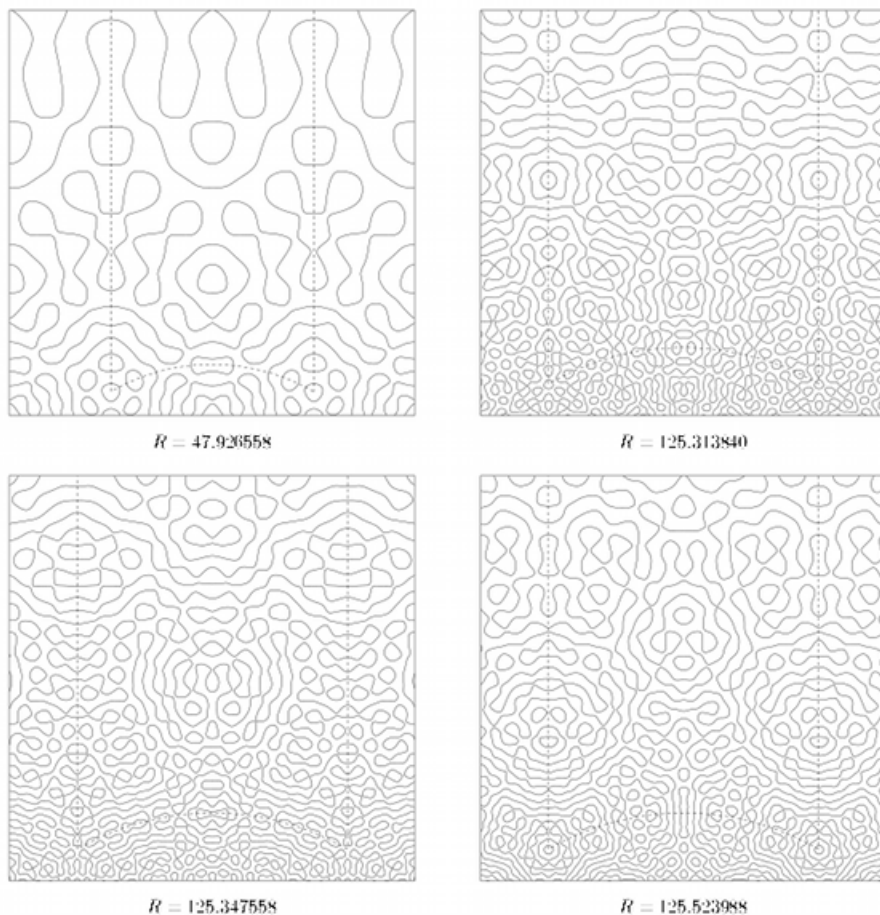 R = 47.926558
R = 125.313840
R = 125.347558
R = 125.523988